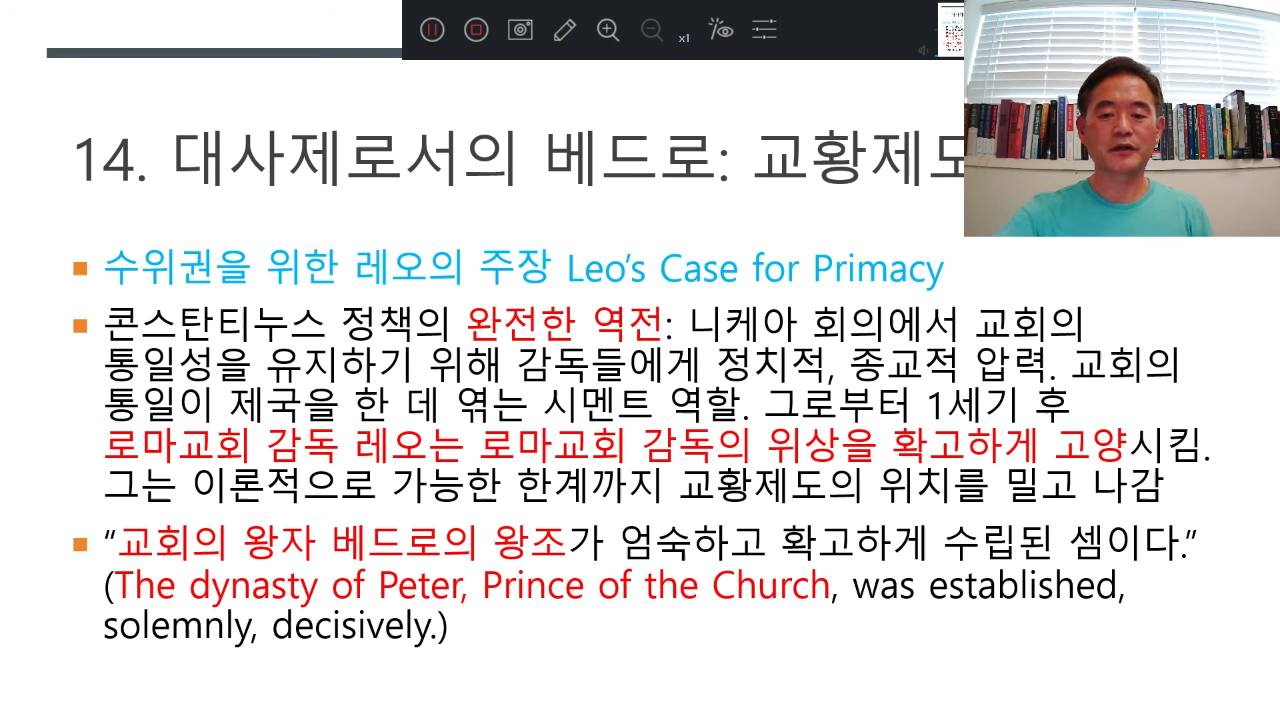 x1
14. 대사제로서의 베드로: 교황제도
수위권을 위한 레오의 주장 Leo's Case for Primacy
콘스탄티누스 정책의 완전한 역전: 니케아 회의에서 교회의
통일성을 유지하기 위해 감독들에게 정치적, 종교적 압력. 교회의
통일이 제국을 한 데 엮는 시멘트 역할. 그로부터 1세기 후
로마교회 감독 레오는 로마교회 감독의 위상을 확고하게 고양시킴.
그는 이론적으로 가능한 한계까지 교황제도의 위치를 밀고 나감
“교회의 왕자 베드로의 왕조가 엄숙하고 확고하게 수립된 셈이다.”
(The dynasty of Peter, Prince of the Church, was established,
solemnly, decisively.)